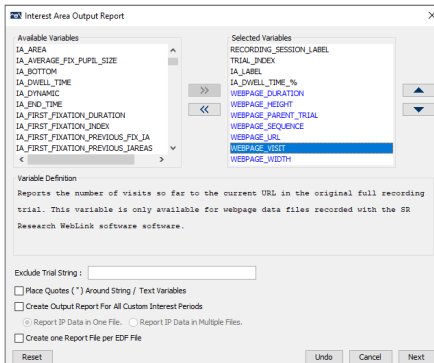 Interest Area Output Report
Available Variables
IA_AREA
IA_AVERAGE_FIX_PUPIL_SIZE
IA_BOTTOM
IA_DWELL_TIME
IA_DYNAMIC
IA_END_TIME
IA_FIRST_FIXATION_DURATION
IA_FIRST_FIXATION_INDEX
IA_FIRST_FIXATION_PREVIOUS_FIX_IA
IA_FIRST_FIXATION_PREVIOUS_IAREAS
>>
<<
Selected Variables
RECORDING_SESSION_LABEL
TRIAL_INDEX
IA_LABEL
IA_DWELL_TIME_%
WEBPAGE_DURATION
WEBPAGE_HEIGHT
WEBPAGE_PARENT_TRIAL
WEBPAGE_SEQUENCE
WEBPAGE_URL
WEBPAGE_VISIT
WEBPAGE_WIDTH
Variable Definition
Reports the number of visits so far to the current URL in the original full recording
trial. This variable is only available for webpage data files recorded with the SR
Research WebLink software software.
Exclude Trial String :
Place Quotes (") Around String / Text Variables
Create Output Report For All Custom Interest Periods
Report IP Data in One File. Report IP Data in Multiple Files.
Create one Report File per EDF File
Reset Undo Cancel Next